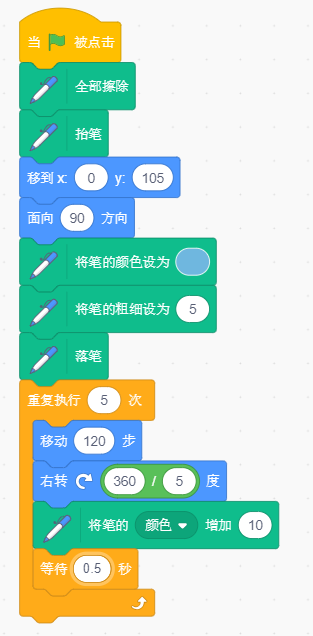 当 被点击
全部擦除
抬笔
移到 x: 0 y: 105
面向 90 方向
将笔的颜色设为
将笔的粗细设为 5
落笔
重复执行 5 次
移动 120 步
右转 360 / 5 度
将笔的 颜色 增加 10
等待 0.5 秒